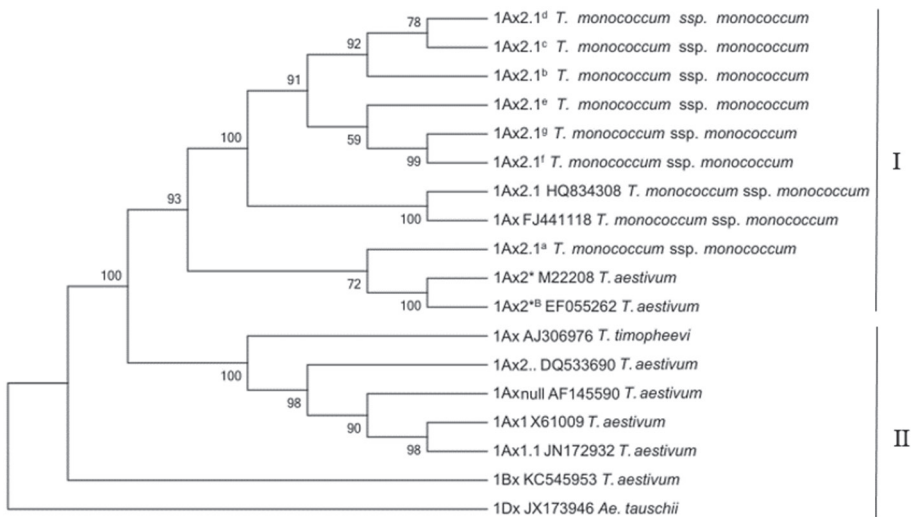 78
1Ax2.1ᵈ T. monococcum ssp. monococcum
92
1Ax2.1ᶜ T. monococcum ssp. monococcum
91
1Ax2.1ᵇ T. monococcum ssp. monococcum
1Ax2.1ᵉ T. monococcum ssp. monococcum
100
59
1Ax2.1ᵍ T. monococcum ssp. monococcum
99
1Ax2.1ᶠ T. monococcum ssp. monococcum
I
93
1Ax2.1 HQ834308 T. monococcum ssp. monococcum
100
1Ax FJ441118 T. monococcum ssp. monococcum
1Ax2.1ᵃ T. monococcum ssp. monococcum
100
72
1Ax2* M22208 T. aestivum
100
1Ax2*ᴮ EF055262 T. aestivum
1Ax AJ306976 T. timopheevi
100
1Ax2.. DQ533690 T. aestivum
98
1Axnull AF145590 T. aestivum
90
1Ax1 X61009 T. aestivum
II
98
1Ax1.1 JN172932 T. aestivum
1Bx KC545953 T. aestivum
1Dx JX173946 Ae. tauschii